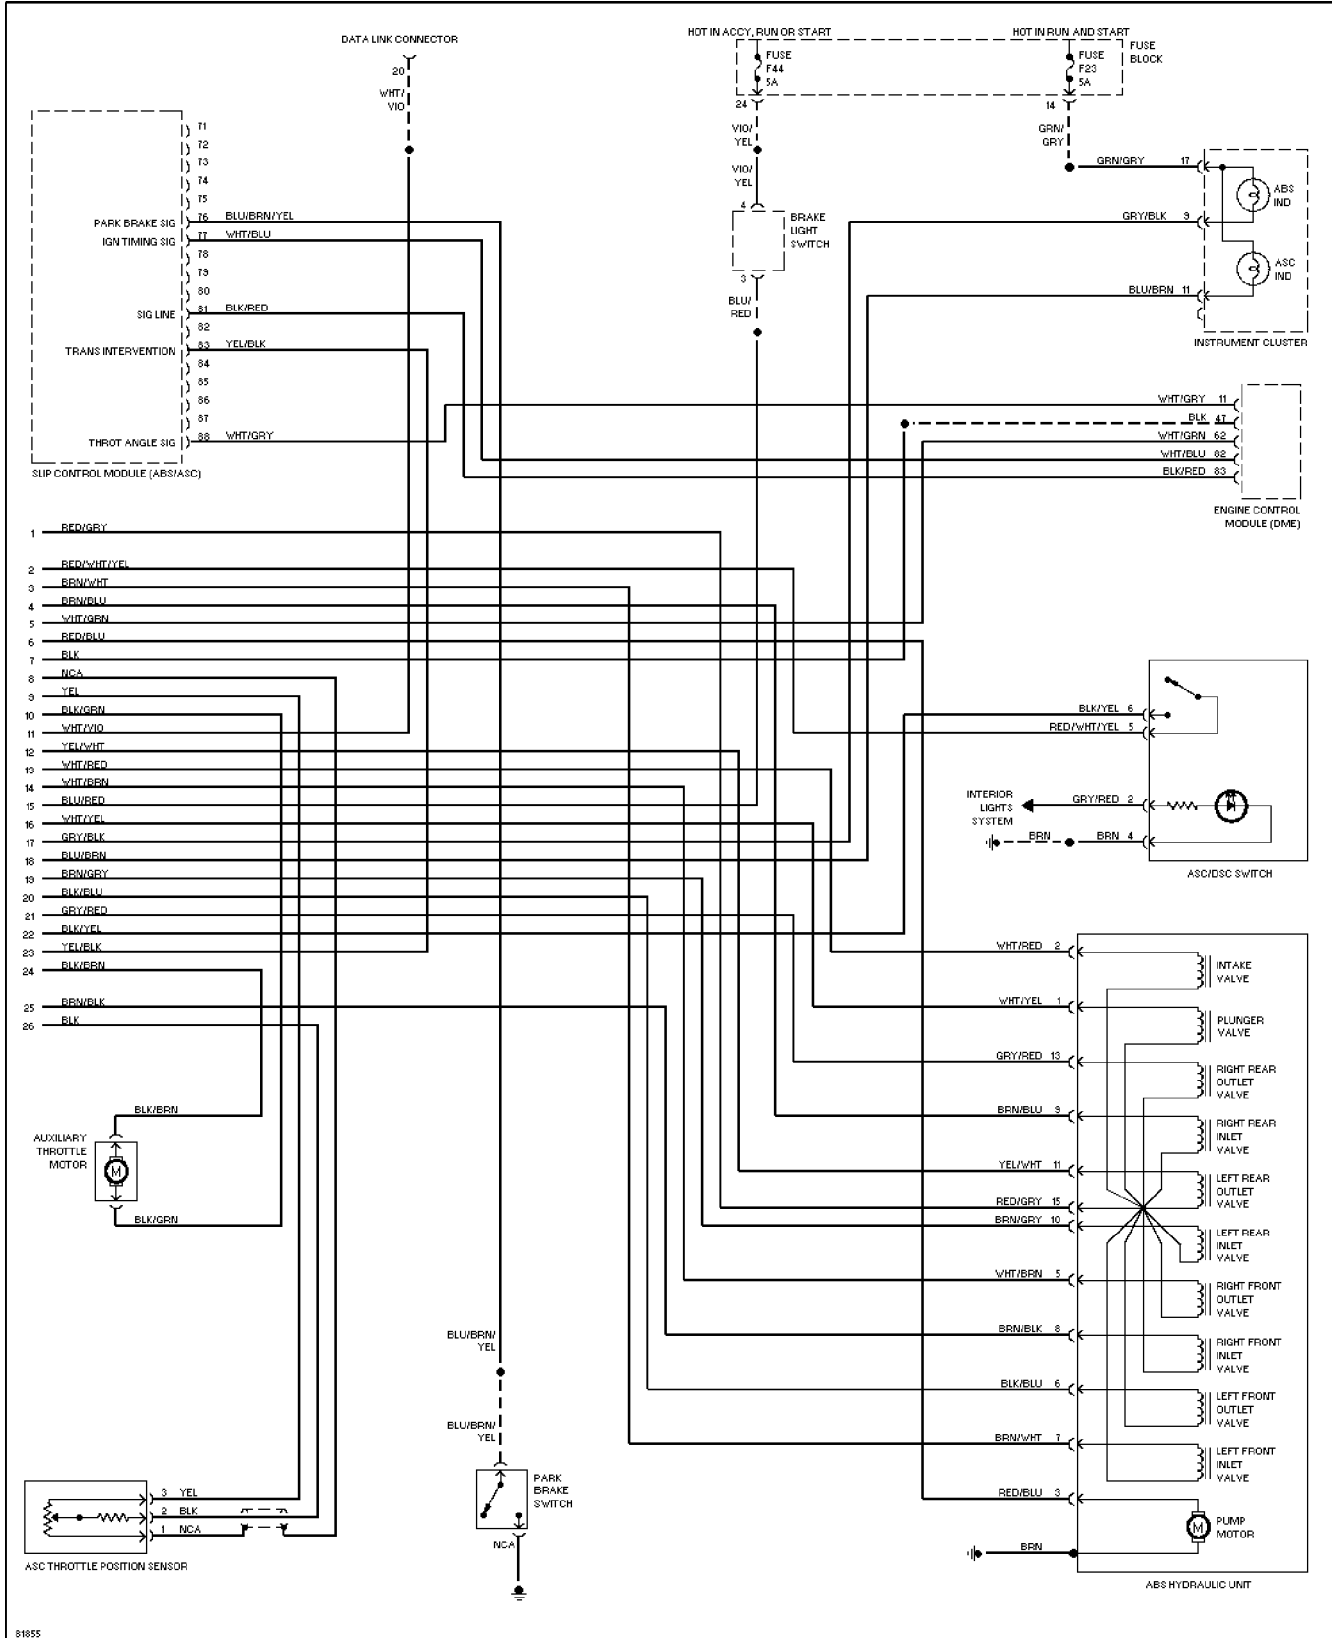 DATA LINK CONNECTOR
20
WHT/
VIO
HOT IN ACCY, RUN OR START
HOT IN RUN AND START
FUSE
F44
5A
FUSE
F23
5A
FUSE
BLOCK
24
VIO/
YEL
VIO/
YEL
14
GRN/
GRY
GRN/GRY 17
GRY/BLK 9
BLU/BRN 11
ABS
IND
ASC
IND
INSTRUMENT CLUSTER
4
BRAKE
LIGHT
SWITCH
3
BLU/
RED
71
72
73
74
75
PARK BRAKE SIG 76 BLU/BRN/YEL
IGN TIMING SIG 77 WHT/BLU
78
79
80
SIG LINE 81 BLK/RED
82
TRANS INTERVENTION 83 YEL/BLK
84
85
86
87
THROT ANGLE SIG 88 WHT/GRY
SLIP CONTROL MODULE (ABS/ASC)
WHT/GRY 11
BLK 47
WHT/GRN 62
WHT/BLU 82
BLK/RED 83
ENGINE CONTROL
MODULE (DME)
1 RED/GRY
2 RED/WHT/YEL
3 BRN/WHT
4 BRN/BLU
5 WHT/GRN
6 RED/BLU
7 BLK
8 NCA
9 YEL
10 BLK/GRN
11 WHT/VIO
12 YEL/WHT
13 WHT/RED
14 WHT/BRN
15 BLU/RED
16 WHT/YEL
17 GRY/BLK
18 BLU/BRN
19 BRN/GRY
20 BLK/BLU
21 GRY/RED
22 BLK/YEL
23 YEL/BLK
24 BLK/BRN
25 BRN/BLK
26 BLK
BLK/YEL 6
RED/WHT/YEL 5
INTERIOR
LIGHTS
SYSTEM
GRY/RED 2
BRN
BRN 4
ASC/DSC SWITCH
WHT/RED 2
INTAKE
VALVE
WHT/YEL 1
PLUNGER
VALVE
GRY/RED 13
RIGHT REAR
OUTLET
VALVE
BRN/BLU 9
RIGHT REAR
INLET
VALVE
YEL/WHT 11
LEFT REAR
OUTLET
VALVE
RED/GRY 15
BRN/GRY 10
LEFT REAR
INLET
VALVE
WHT/BRN 5
RIGHT FRONT
OUTLET
VALVE
BRN/BLK 8
RIGHT FRONT
INLET
VALVE
BLK/BLU 6
LEFT FRONT
OUTLET
VALVE
BRN/WHT 7
LEFT FRONT
INLET
VALVE
RED/BLU 3
M
PUMP
MOTOR
BRN
ABS HYDRAULIC UNIT
BLK/BRN
AUXILIARY
THROTTLE
MOTOR
M
BLK/GRN
BLU/BRN/
YEL
BLU/BRN/
YEL
PARK
BRAKE
SWITCH
NCA
3 YEL
2 BLK
1 NCA
ASC THROTTLE POSITION SENSOR
81855